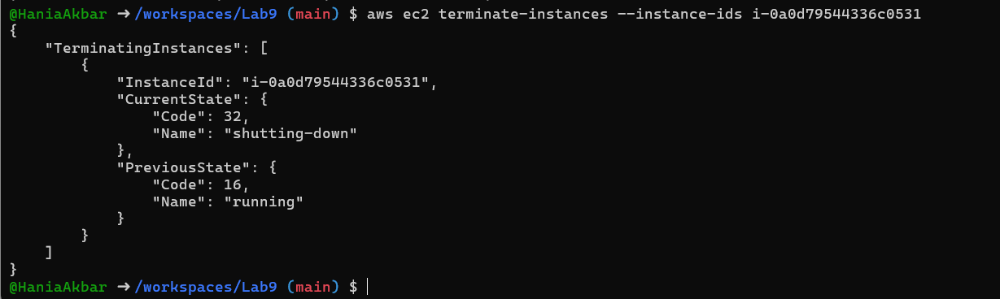 @HaniaAkbar ➜ /workspaces/Lab9 (main) $ aws ec2 terminate-instances --instance-ids i-0a0d79544336c0531
{
    "TerminatingInstances": [
        {
            "InstanceId": "i-0a0d79544336c0531",
            "CurrentState": {
                "Code": 32,
                "Name": "shutting-down"
            },
            "PreviousState": {
                "Code": 16,
                "Name": "running"
            }
        }
    ]
}
@HaniaAkbar ➜ /workspaces/Lab9 (main) $